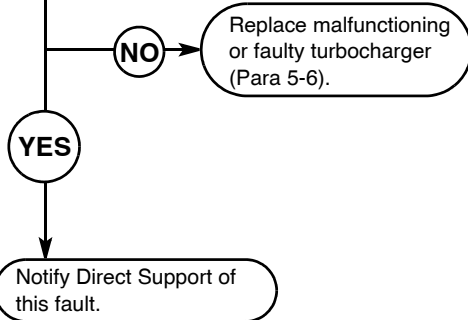 NO
Replace malfunctioning
or faulty turbocharger
(Para 5-6).
YES
Notify Direct Support of
this fault.